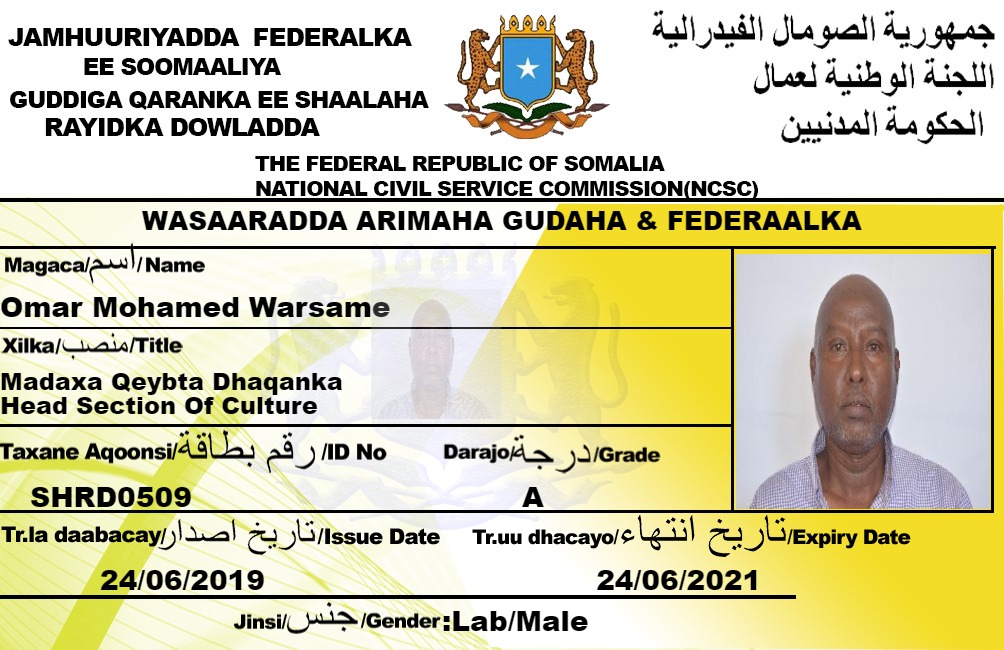 JAMHUURIYADDA FEDERALKA
EE SOOMAALIYA
GUDDIGA QARANKA EE SHAALAHA
RAYIDKA DOWLADDA
جمهورية الصومال الفيدرالية
اللجنة الوطنية لعمال
الحكومة المدنيين
THE FEDERAL REPUBLIC OF SOMALIA
NATIONAL CIVIL SERVICE COMMISSION(NCSC)
WASAARADDA ARIMAHA GUDAHA & FEDERAALKA
Magaca/اسم/Name
Omar Mohamed Warsame
Xilka/منصب/Title
Madaxa Qeybta Dhaqanka
Head Section Of Culture
Taxane Aqoonsi/رقم بطاقة/ID No
SHRD0509
Darajo/درجة/Grade
A
Tr.la daabacay/تاريخ اصدار/Issue Date
24/06/2019
Tr.uu dhacayo/تاريخ انتهاء/Expiry Date
24/06/2021
Jinsi/جنس/Gender:Lab/Male